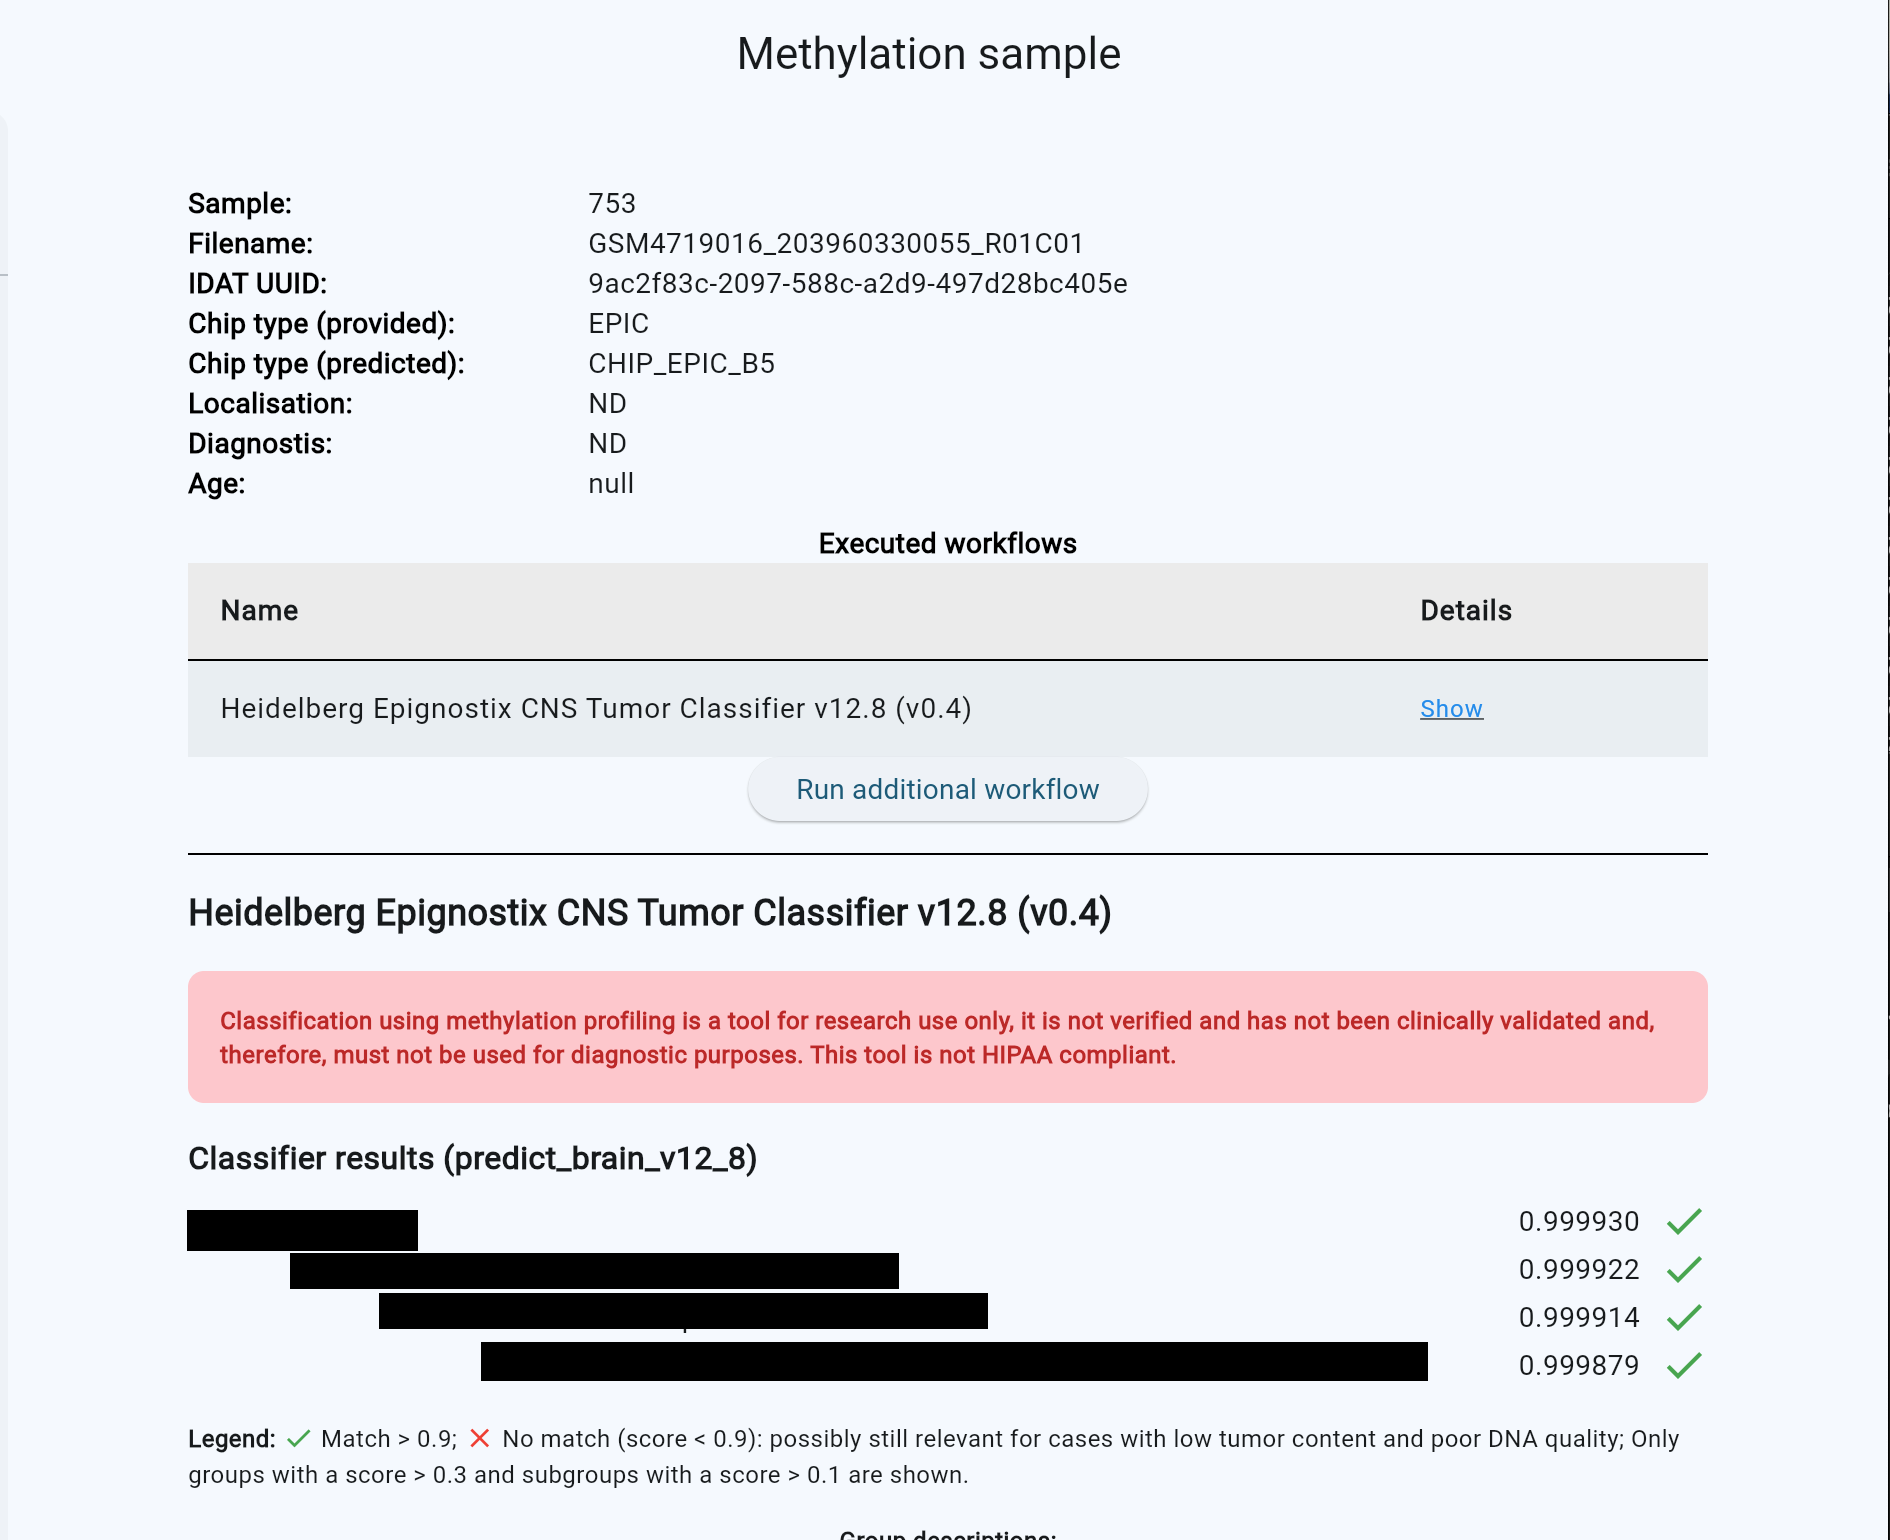 Methylation sample
Sample: 753
Filename: GSM4719016_203960330055_R01C01
IDAT UUID: 9ac2f83c-2097-588c-a2d9-497d28bc405e
Chip type (provided): EPIC
Chip type (predicted): CHIP_EPIC_B5
Localisation: ND
Diagnostis: ND
Age: null
Executed workflows
Name Details
Heidelberg Epignostix CNS Tumor Classifier v12.8 (v0.4) Show
Run additional workflow
Heidelberg Epignostix CNS Tumor Classifier v12.8 (v0.4)
Classification using methylation profiling is a tool for research use only, it is not verified and has not been clinically validated and,
therefore, must not be used for diagnostic purposes. This tool is not HIPAA compliant.
Classifier results (predict_brain_v12_8)
0.999930
0.999922
0.999914
0.999879
Legend: ✓ Match > 0.9; ✕ No match (score < 0.9): possibly still relevant for cases with low tumor content and poor DNA quality; Only
groups with a score > 0.3 and subgroups with a score > 0.1 are shown.
Group descriptions: